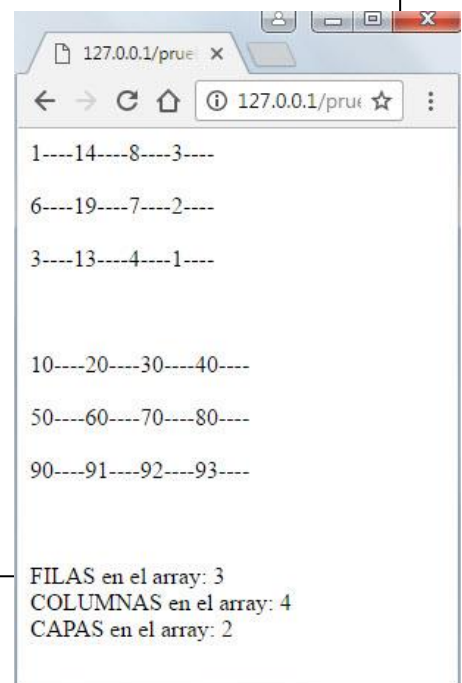 127.0.0.1/prue
127.0.0.1/pru
1----14----8----3----
6----19----7----2----
3----13----4----1----
10----20----30----40----
50----60----70----80----
90----91----92----93----
FILAS en el array: 3
COLUMNAS en el array: 4
CAPAS en el array: 2